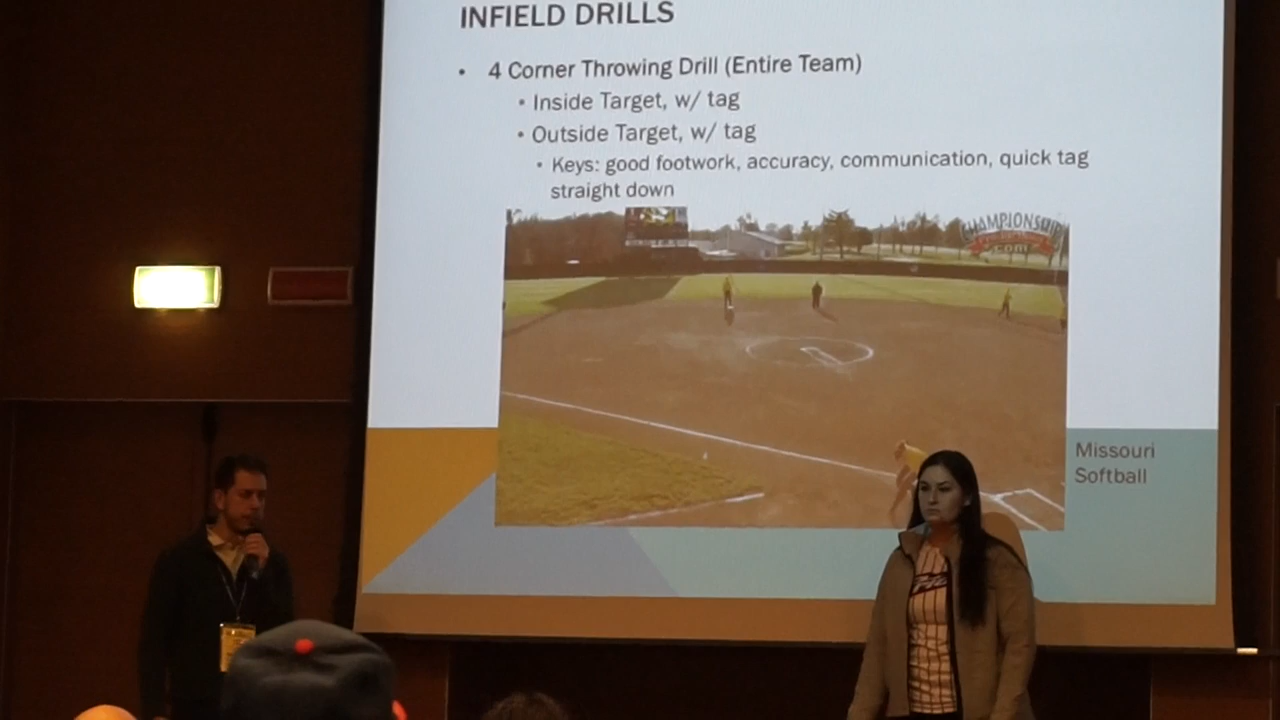 INFIELD DRILLS
• 4 Corner Throwing Drill (Entire Team)
• Inside Target, w/ tag
• Outside Target, w/ tag
• Keys: good footwork, accuracy, communication, quick tag
straight down
CHAMPIONSHIP
.COM
Missouri
Softball